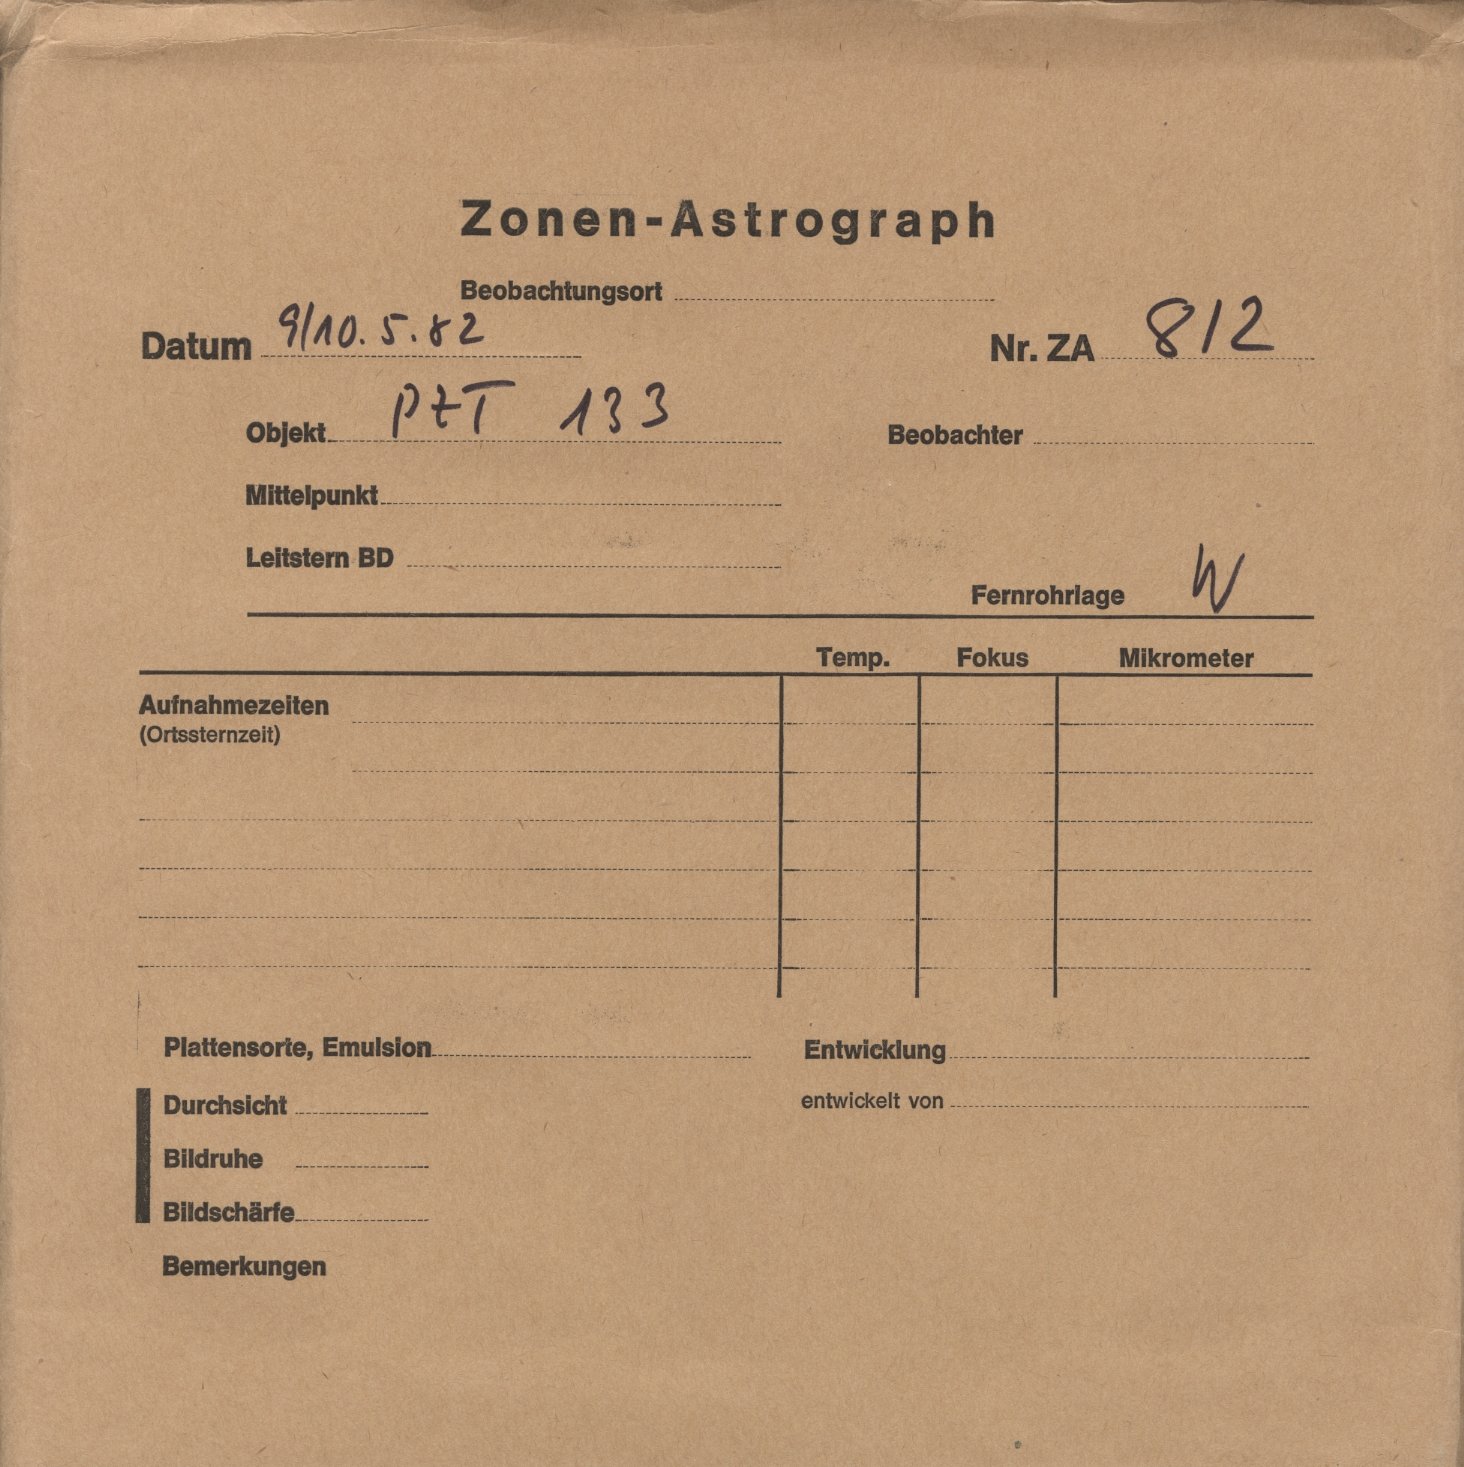 Zonen-Astrograph
Beobachtungsort
Datum 9/10.5.82 Nr. ZA 812
Objekt PZT 133 Beobachter
Mittelpunkt
Leitstern BD
Fernrohrlage W
Temp. Fokus Mikrometer
Aufnahmezeiten
(Ortssternzeit)
Plattensorte, Emulsion Entwicklung
Durchsicht entwickelt von
Bildruhe
Bildschärfe
Bemerkungen